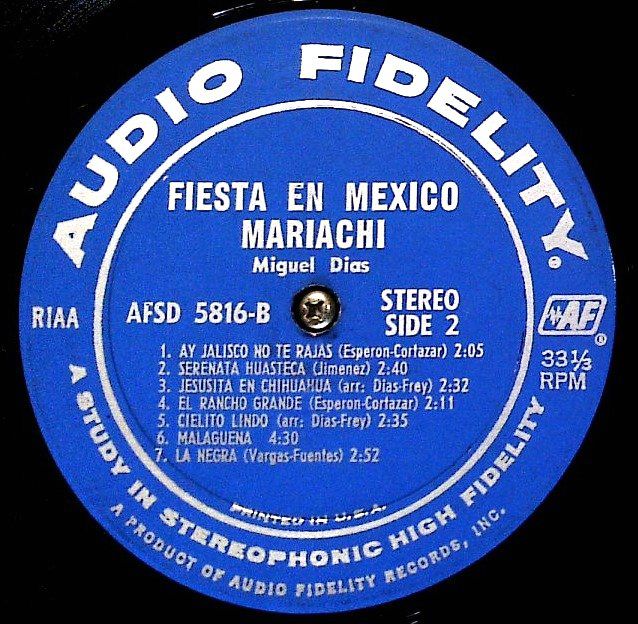 AUDIO FIDELITY
FIESTA EN MEXICO
MARIACHI
Miguel Dias
RIAA
AFSD 5816-B
STEREO
SIDE 2
AF
®
33 1/3
RPM
1. AY JALISCO NO TE RAJAS (Esperon-Cortazar) 2:05
2. SERENATA HUASTECA (Jimenez) 2:40
3. JESUSITA EN CHIHUAHUA (arr: Dias-Frey) 2:32
4. EL RANCHO GRANDE (Esperon-Cortazar) 2:11
5. CIELITO LINDO (arr: Dias-Frey) 2:35
6. MALAGUENA 4:30
7. LA NEGRA (Vargas-Fuentes) 2:52
PRINTED IN U.S.A.
A STUDY IN STEREOPHONIC HIGH FIDELITY
A PRODUCT OF AUDIO FIDELITY RECORDS, INC.